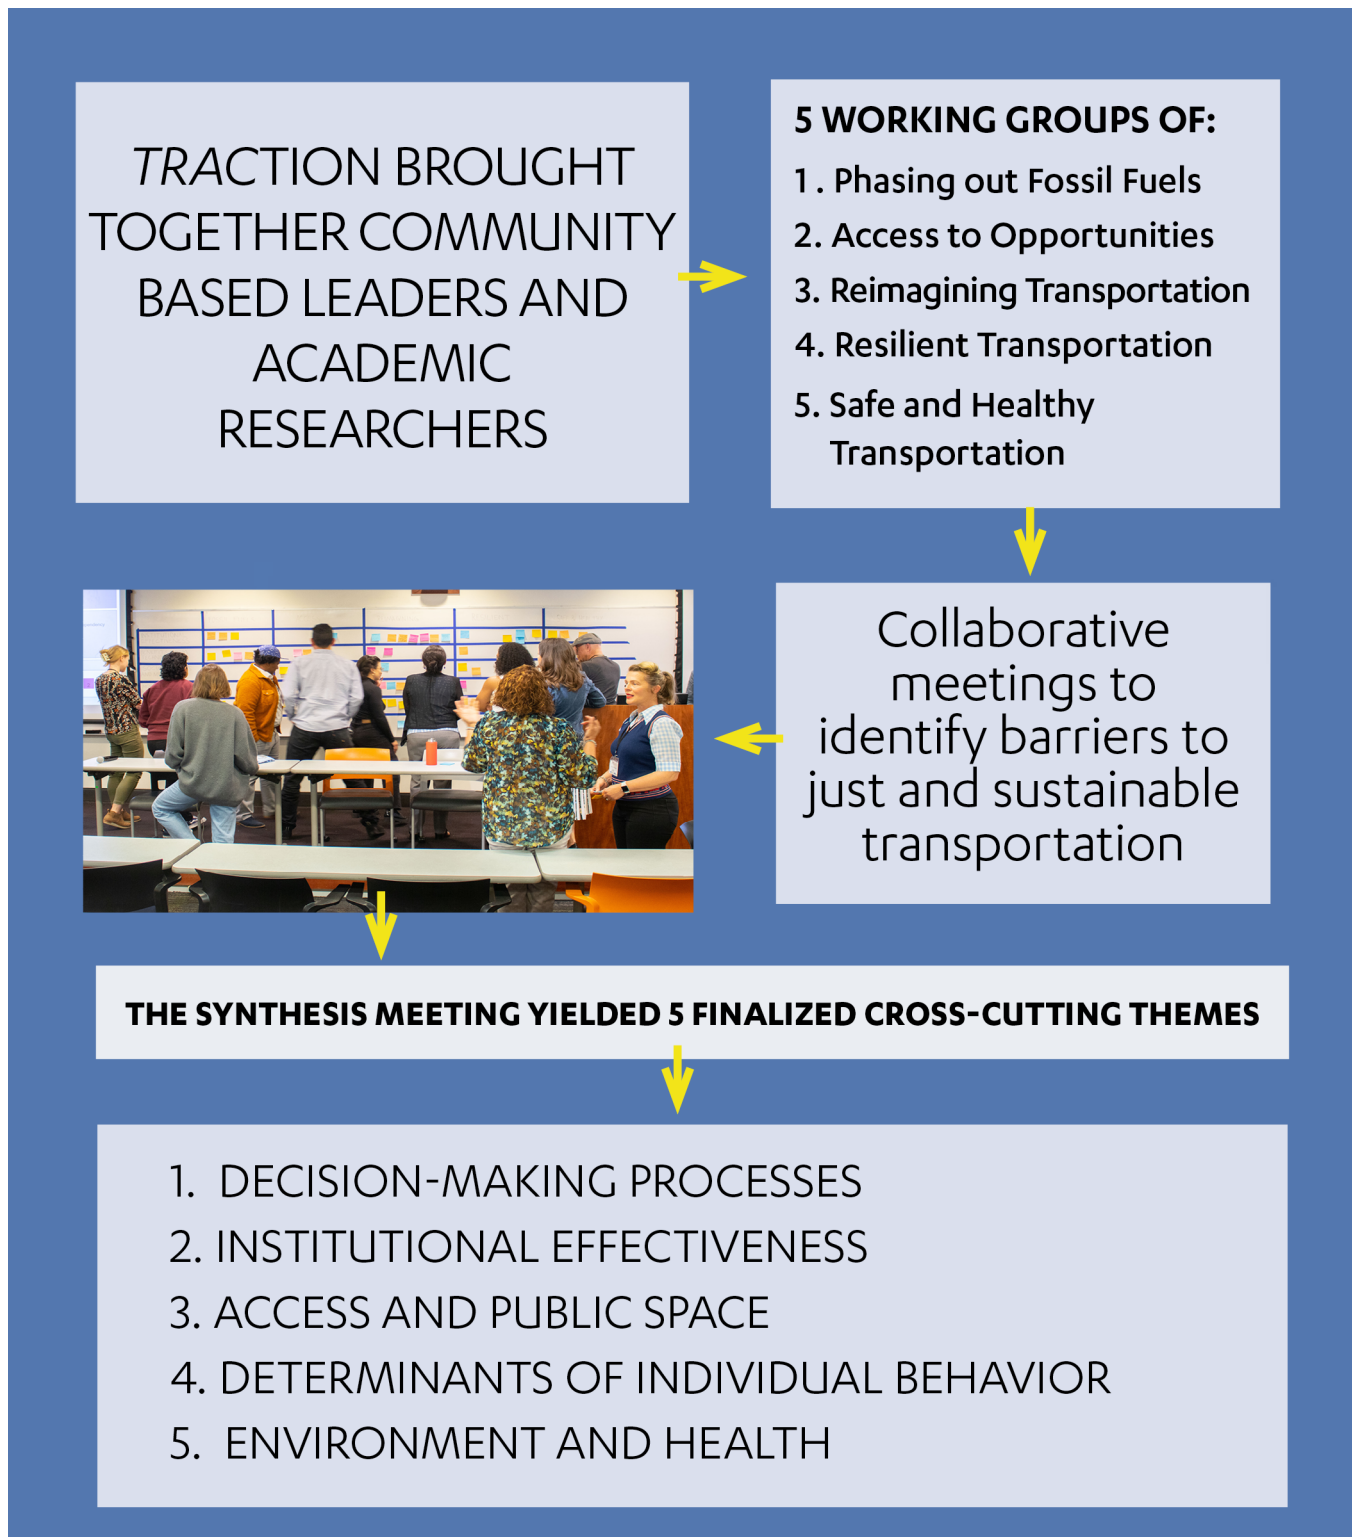 TRACTION BROUGHT
TOGETHER COMMUNITY
BASED LEADERS AND
ACADEMIC
RESEARCHERS
5 WORKING GROUPS OF:
1. Phasing out Fossil Fuels
2. Access to Opportunities
3. Reimagining Transportation
4. Resilient Transportation
5. Safe and Healthy
Transportation
Collaborative
meetings to
identify barriers to
just and sustainable
transportation
THE SYNTHESIS MEETING YIELDED 5 FINALIZED CROSS-CUTTING THEMES
1. DECISION-MAKING PROCESSES
2. INSTITUTIONAL EFFECTIVENESS
3. ACCESS AND PUBLIC SPACE
4. DETERMINANTS OF INDIVIDUAL BEHAVIOR
5. ENVIRONMENT AND HEALTH